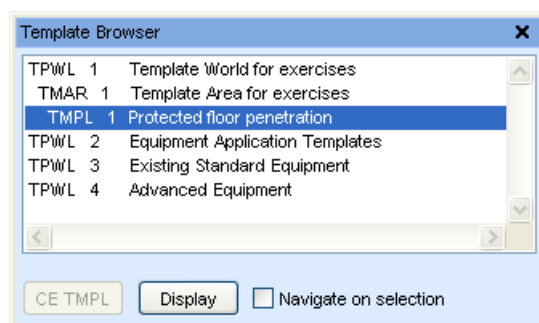 Template Browser
TPWL 1 Template World for exercises
TMAR 1 Template Area for exercises
TMPL 1 Protected floor penetration
TPWL 2 Equipment Application Templates
TPWL 3 Existing Standard Equipment
TPWL 4 Advanced Equipment
CE TMPL Display Navigate on selection